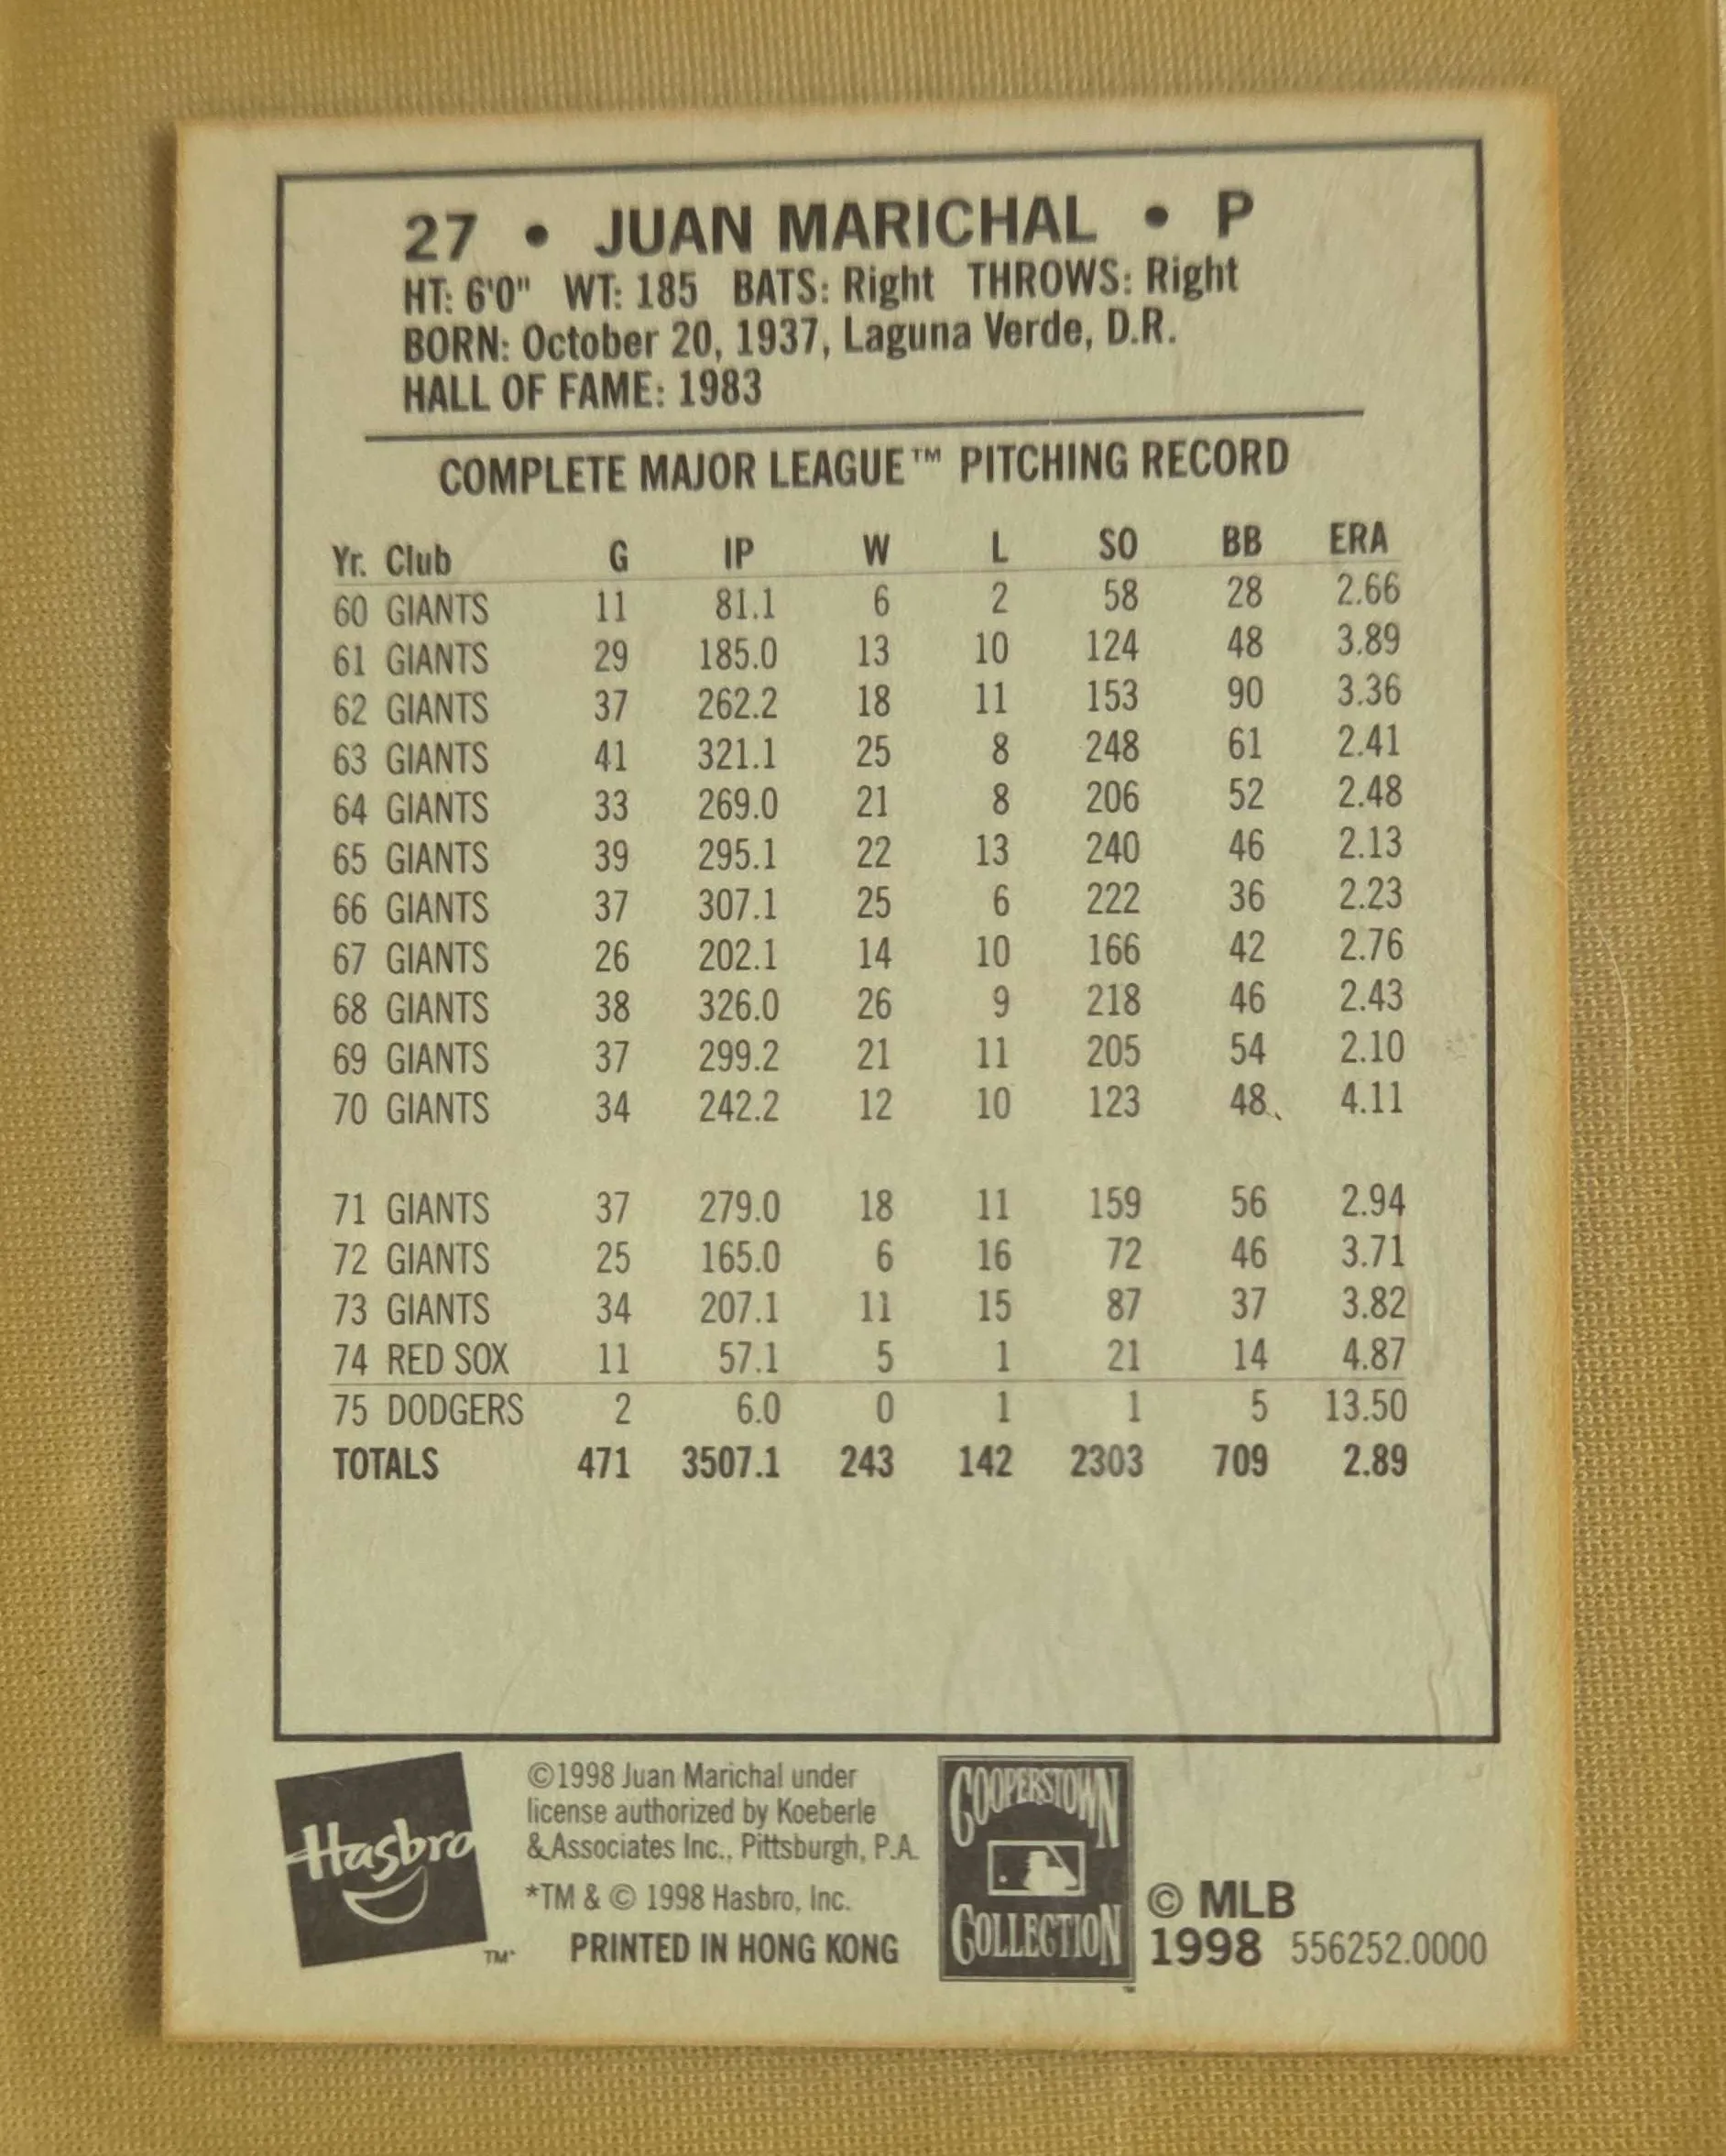 27 • JUAN MARICHAL • P
HT: 6'0" WT: 185 BATS: Right THROWS: Right
BORN: October 20, 1937, Laguna Verde, D.R.
HALL OF FAME: 1983
COMPLETE MAJOR LEAGUE™ PITCHING RECORD
Yr. Club G IP W L SO BB ERA
60 GIANTS 11 81.1 6 2 58 28 2.66
61 GIANTS 29 185.0 13 10 124 48 3.89
62 GIANTS 37 262.2 18 11 153 90 3.36
63 GIANTS 41 321.1 25 8 248 61 2.41
64 GIANTS 33 269.0 21 8 206 52 2.48
65 GIANTS 39 295.1 22 13 240 46 2.13
66 GIANTS 37 307.1 25 6 222 36 2.23
67 GIANTS 26 202.1 14 10 166 42 2.76
68 GIANTS 38 326.0 26 9 218 46 2.43
69 GIANTS 37 299.2 21 11 205 54 2.10
70 GIANTS 34 242.2 12 10 123 48 4.11
71 GIANTS 37 279.0 18 11 159 56 2.94
72 GIANTS 25 165.0 6 16 72 46 3.71
73 GIANTS 34 207.1 11 15 87 37 3.82
74 RED SOX 11 57.1 5 1 21 14 4.87
75 DODGERS 2 6.0 0 1 1 5 13.50
TOTALS 471 3507.1 243 142 2303 709 2.89
Hasbro
TM*
©1998 Juan Marichal under
license authorized by Koeberle
&Associates Inc., Pittsburgh, P.A.
*TM & © 1998 Hasbro, Inc.
PRINTED IN HONG KONG
COOPERSTOWN
COLLECTION
© MLB
1998 556252.0000